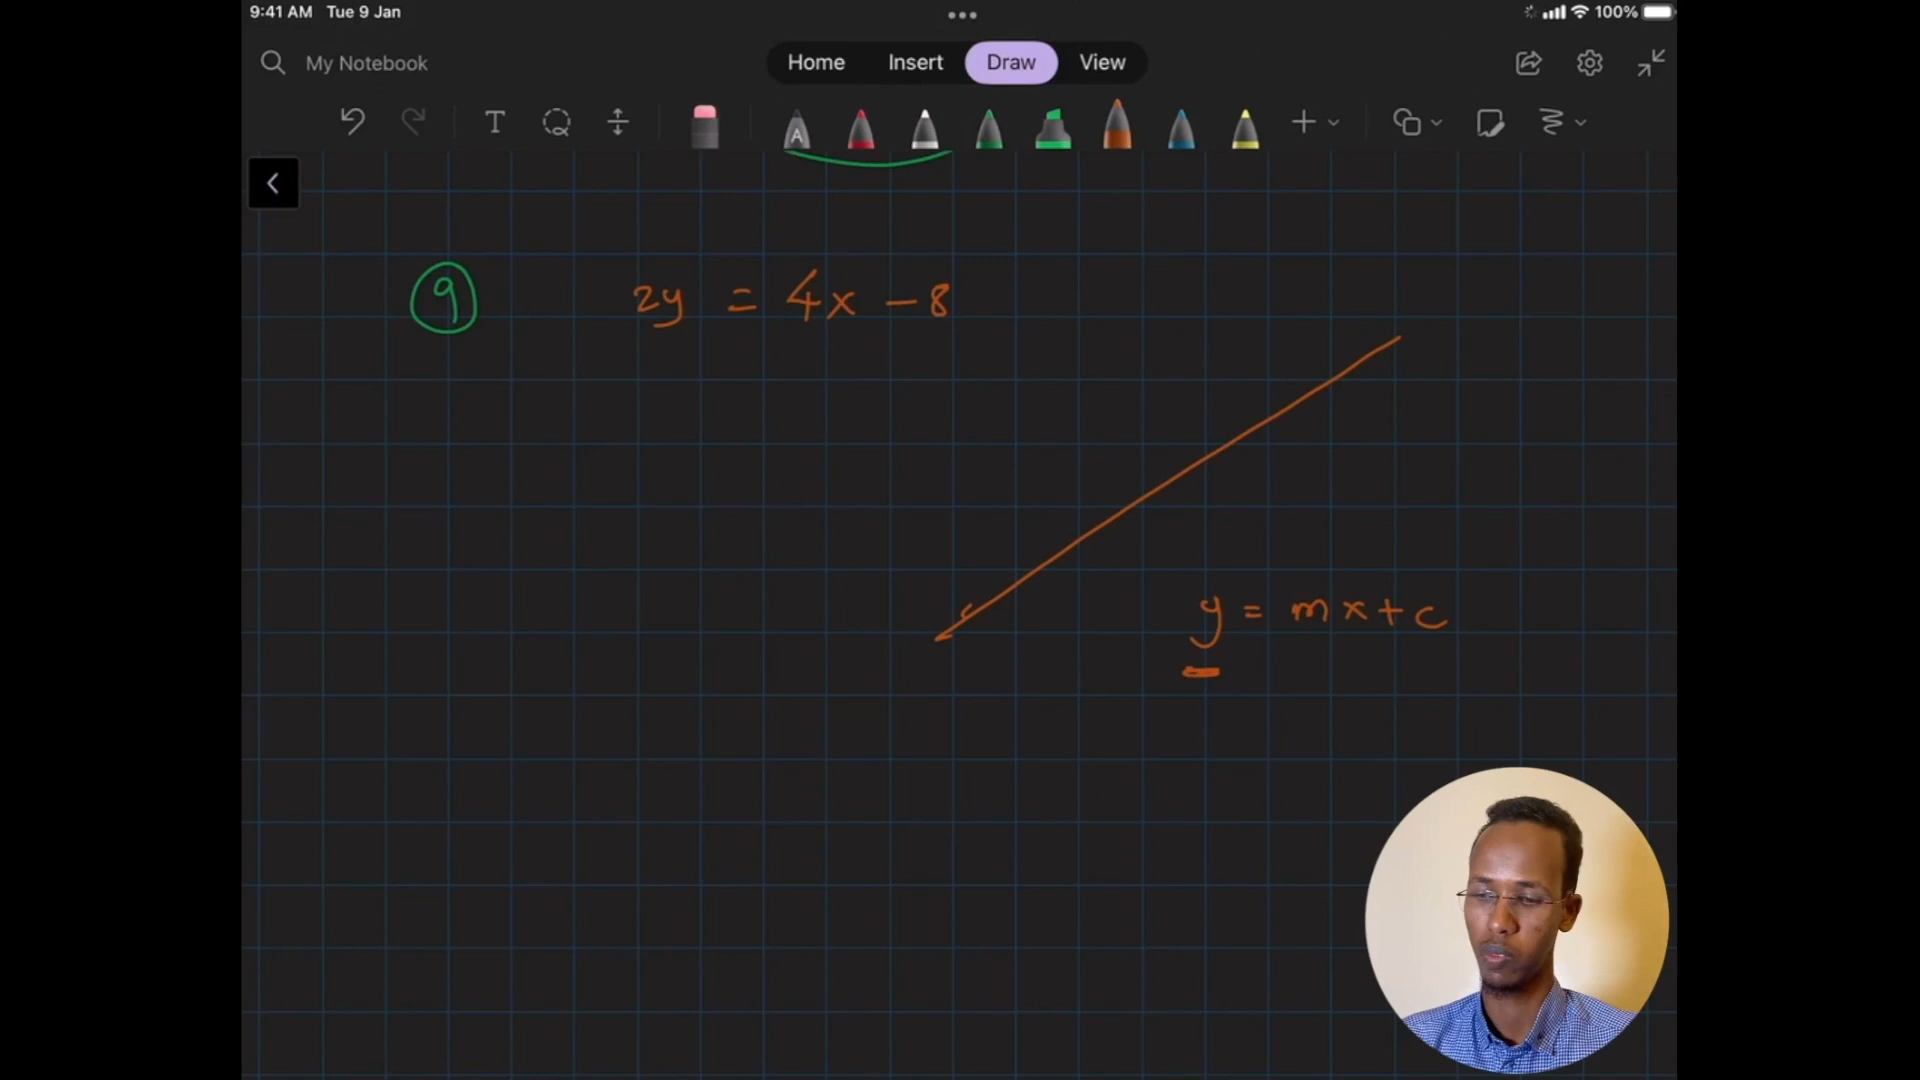 9:41 AM Tue 9 Jan
100%
My Notebook
Home Insert Draw View
T
A
9
2y = 4x - 8
y = mx + c